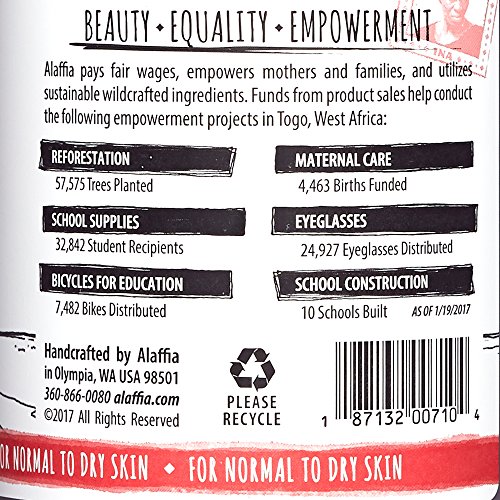 BEAUTY • EQUALITY • EMPOWERMENT
Alaffia pays fair wages, empowers mothers and families, and utilizes
sustainable wildcrafted ingredients. Funds from product sales help conduct
the following empowerment projects in Togo, West Africa:
REFORESTATION
57,575 Trees Planted
MATERNAL CARE
4,463 Births Funded
SCHOOL SUPPLIES
32,842 Student Recipients
EYEGLASSES
24,927 Eyeglasses Distributed
BICYCLES FOR EDUCATION
7,482 Bikes Distributed
SCHOOL CONSTRUCTION
10 Schools Built AS OF 1/19/2017
Handcrafted by Alaffia
in Olympia, WA USA 98501
360-866-0080 alaffia.com
©2017 All Rights Reserved
PLEASE
RECYCLE
1 87132 00710 4
FOR NORMAL TO DRY SKIN • FOR NORMAL TO DRY SKIN